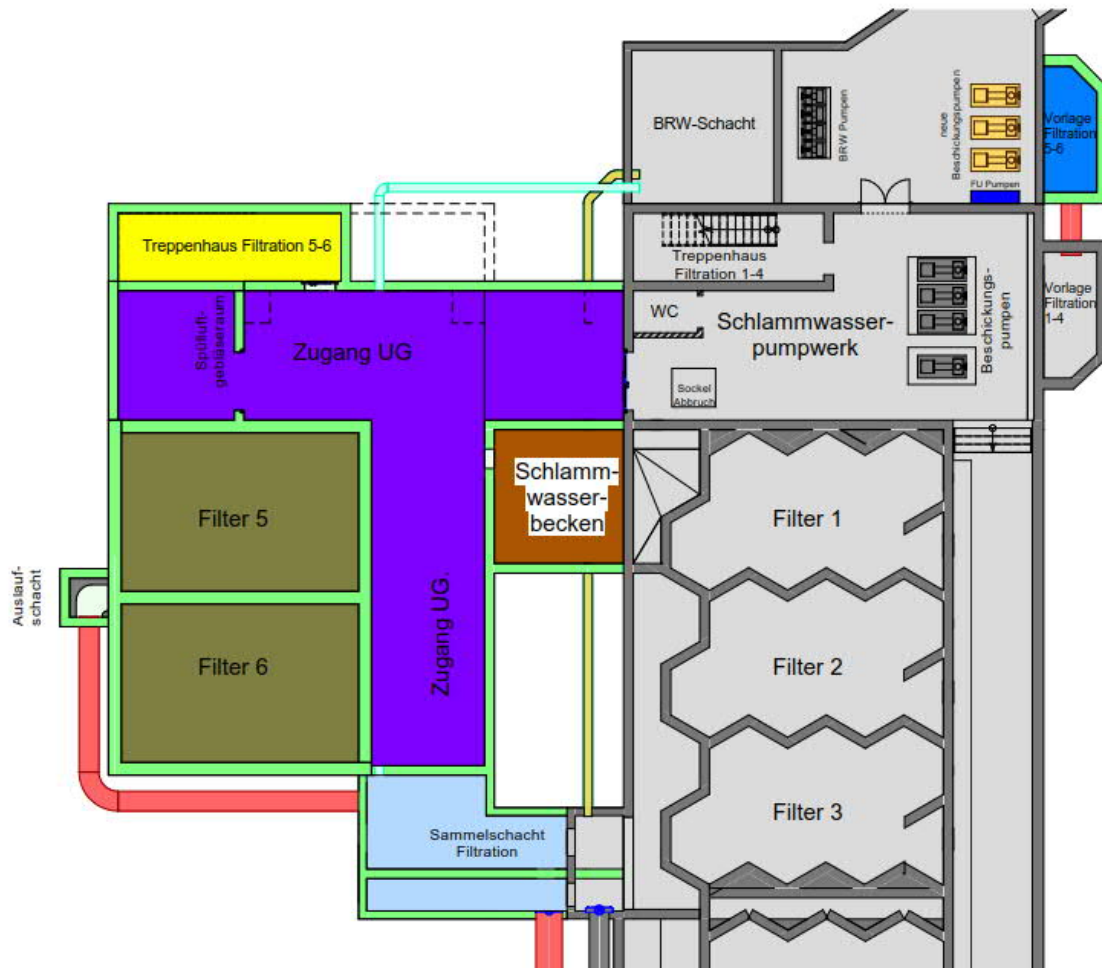 BRW-Schacht
BRW Pumpen
neue
Beschickungspumpen
FU Pumpen
Vorlage
Filtration
5-6
Treppenhaus Filtration 5-6
Treppenhaus
Filtration 1-4
WC
Schlammwasser-
pumpwerk
Beschickungs-
pumpen
Vorlage
Filtration
1-4
Spülluft-
gebläseraum
Zugang UG
Sockel
Abbruch
Filter 5
Schlamm-
wasser-
becken
Filter 1
Auslauf-
schacht
Zugang UG.
Filter 6
Filter 2
Filter 3
Sammelschacht
Filtration